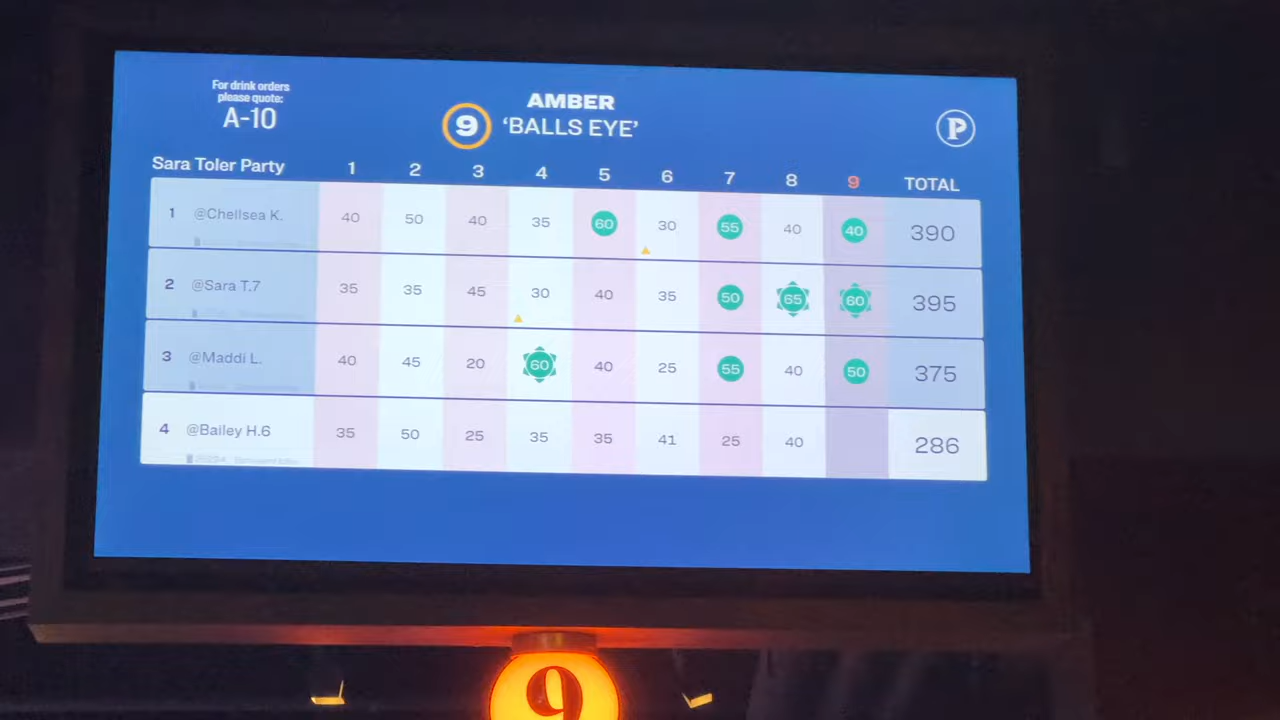 For drink orders
please quote:
A-10
9
AMBER
‘BALLS EYE’
P
Sara Toler Party 1 2 3 4 5 6 7 8 9 TOTAL
1 @Chellsea K. 40 50 40 35 60 30 55 40 40 390
2 @Sara T.7 35 35 45 30 40 35 50 65 60 395
3 @Maddi L. 40 45 20 60 40 25 55 40 50 375
4 @Bailey H.6 35 50 25 35 35 41 25 40 286
9